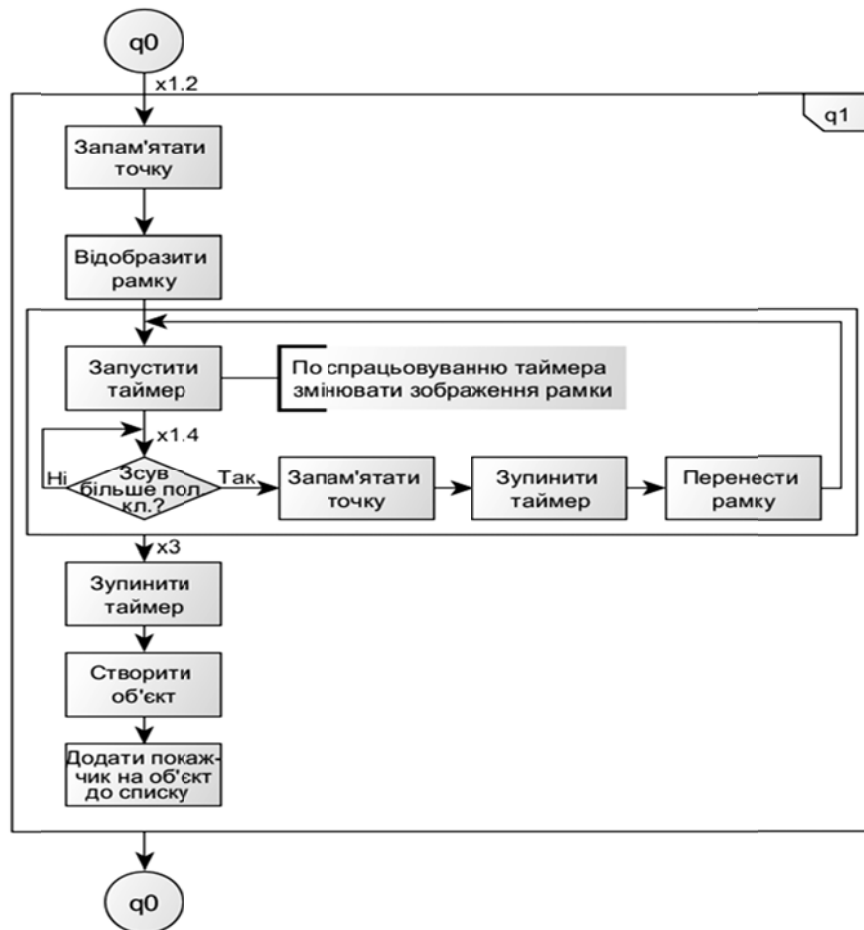 q0
x1.2
q1
Запам'ятати
точку
Відобразити
рамку
Запустити
таймер
По спрацьовуванню таймера
змінювати зображення рамки
x1.4
Ні
Зсув
більше пол.
кл.?
Так
Запам'ятати
точку
Зупинити
таймер
Перенести
рамку
x3
Зупинити
таймер
Створити
об'єкт
Додати покаж-
чик на об'єкт
до списку
q0